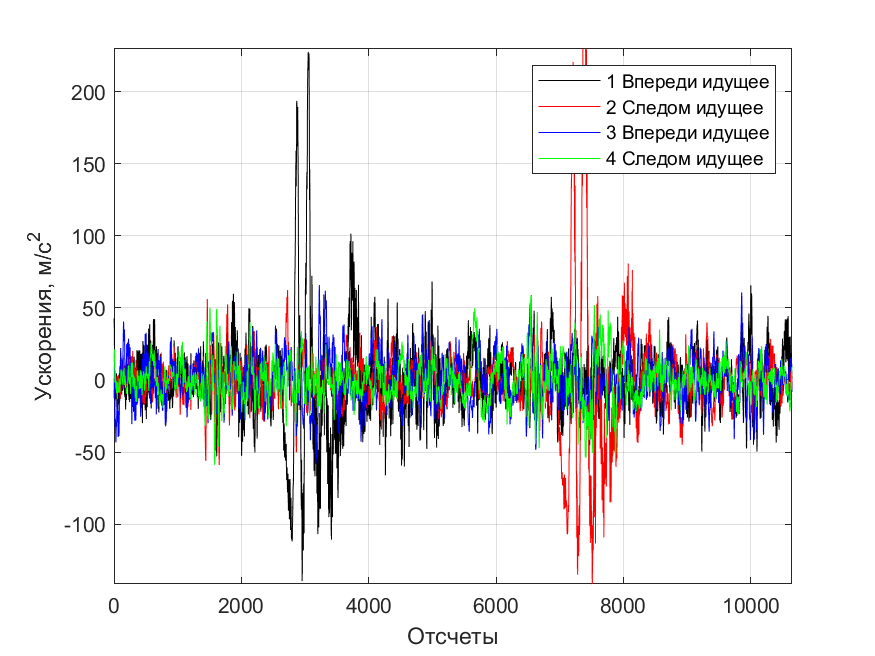 200
150
100
50
0
-50
-100
Ускорения, м/с²
0 2000 4000 6000 8000 10000
Отсчеты
1 Впереди идущее
2 Следом идущее
3 Впереди идущее
4 Следом идущее